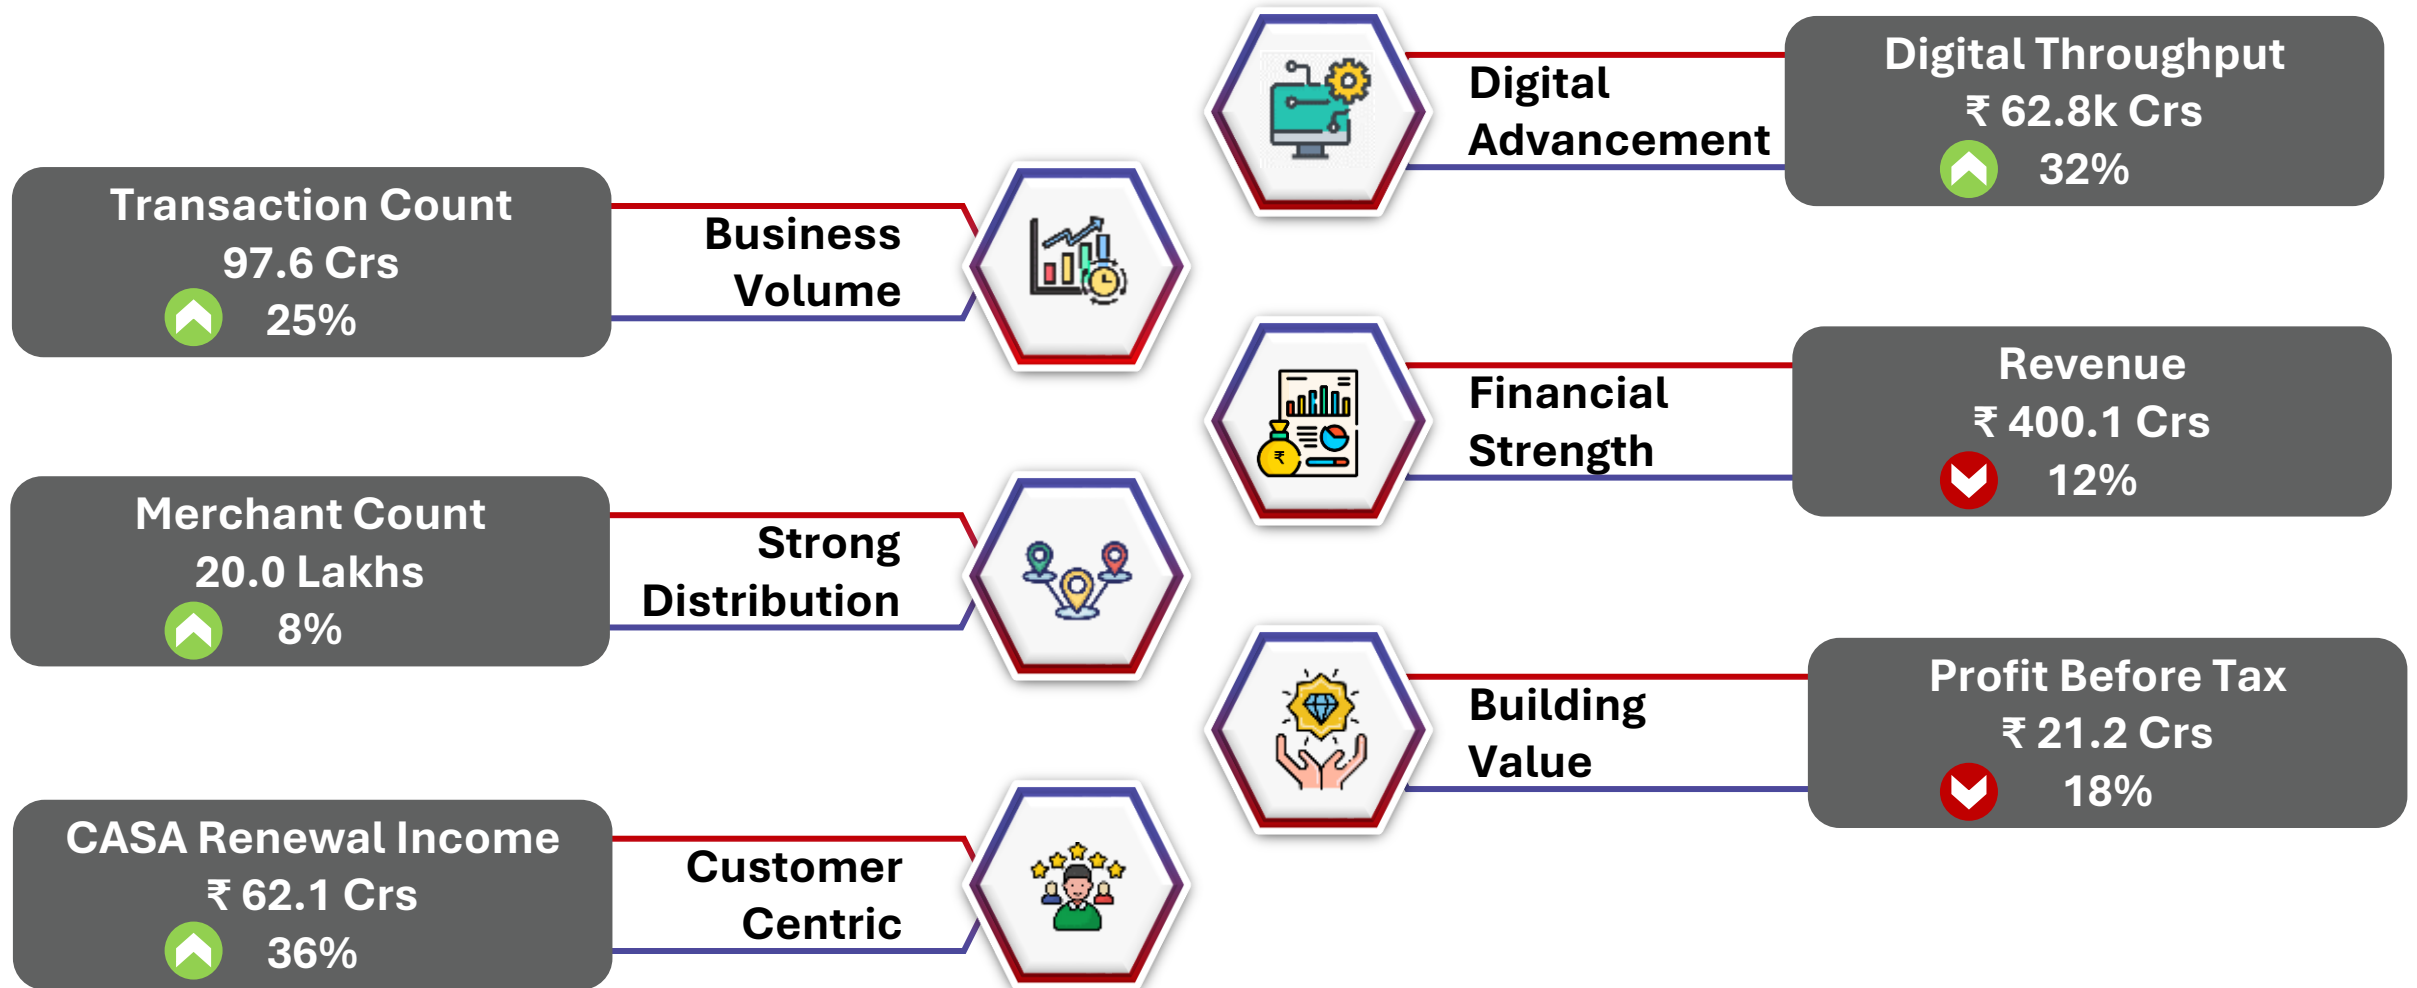 Digital Throughput
₹ 62.8k Crs
32%
Digital
Advancement
Transaction Count
97.6 Crs
25%
Business
Volume
Revenue
₹ 400.1 Crs
12%
Financial
Strength
₹
Merchant Count
20.0 Lakhs
8%
Strong
Distribution
Profit Before Tax
₹ 21.2 Crs
18%
Building
Value
CASA Renewal Income
₹ 62.1 Crs
36%
Customer
Centric